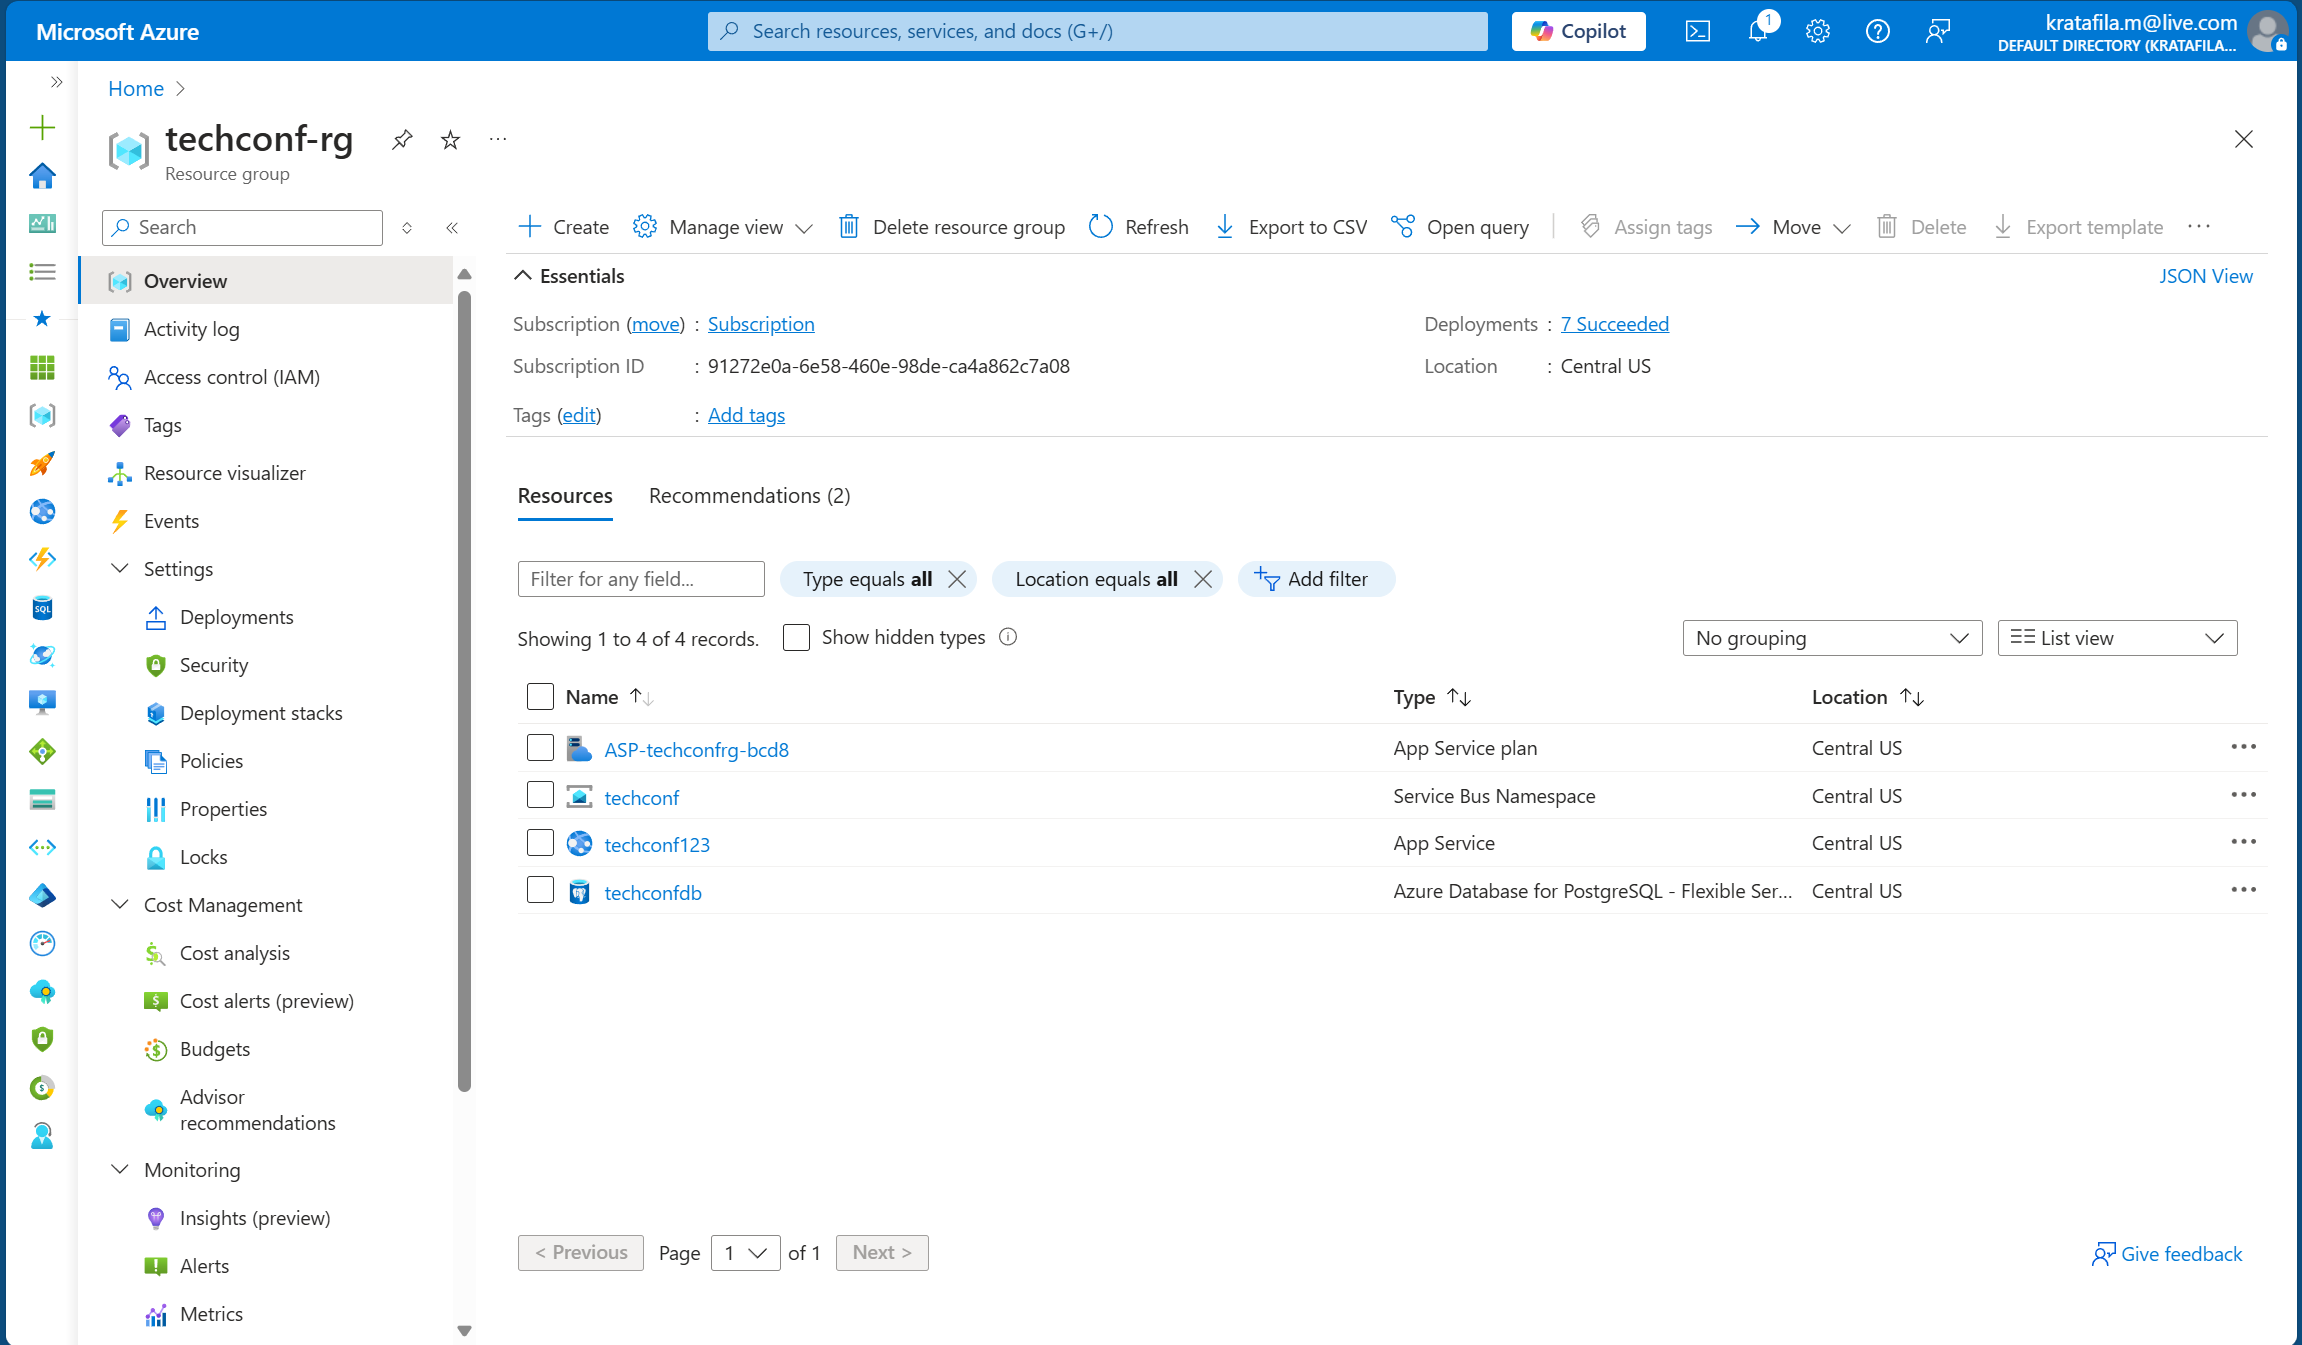 Microsoft Azure
Search resources, services, and docs (G+/)
Copilot
1
kratafila.m@live.com
DEFAULT DIRECTORY (KRATAFILA...
Home
techconf-rg
Resource group
Search
Create
Manage view
Delete resource group
Refresh
Export to CSV
Open query
Assign tags
Move
Delete
Export template
Overview
Activity log
Access control (IAM)
Tags
Resource visualizer
Events
Settings
Deployments
Security
Deployment stacks
Policies
Properties
Locks
Cost Management
Cost analysis
Cost alerts (preview)
Budgets
Advisor
recommendations
Monitoring
Insights (preview)
Alerts
Metrics
Essentials
JSON View
Subscription (move) : Subscription
Deployments : 7 Succeeded
Subscription ID : 91272e0a-6e58-460e-98de-ca4a862c7a08
Location : Central US
Tags (edit) : Add tags
Resources
Recommendations (2)
Filter for any field...
Type equals all
Location equals all
Add filter
Showing 1 to 4 of 4 records.
Show hidden types
No grouping
List view
Name
Type
Location
ASP-techconfrg-bcd8 App Service plan Central US
techconf Service Bus Namespace Central US
techconf123 App Service Central US
techconfdb Azure Database for PostgreSQL - Flexible Ser... Central US
< Previous
Page 1 of 1
Next >
Give feedback
SQL